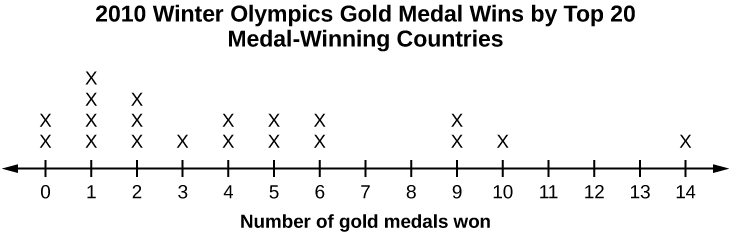 2010 Winter Olympics Gold Medal Wins by Top 20
Medal-Winning Countries
X
X X
X X X X X X X
X X X X X X X X X X
0 1 2 3 4 5 6 7 8 9 10 11 12 13 14
Number of gold medals won